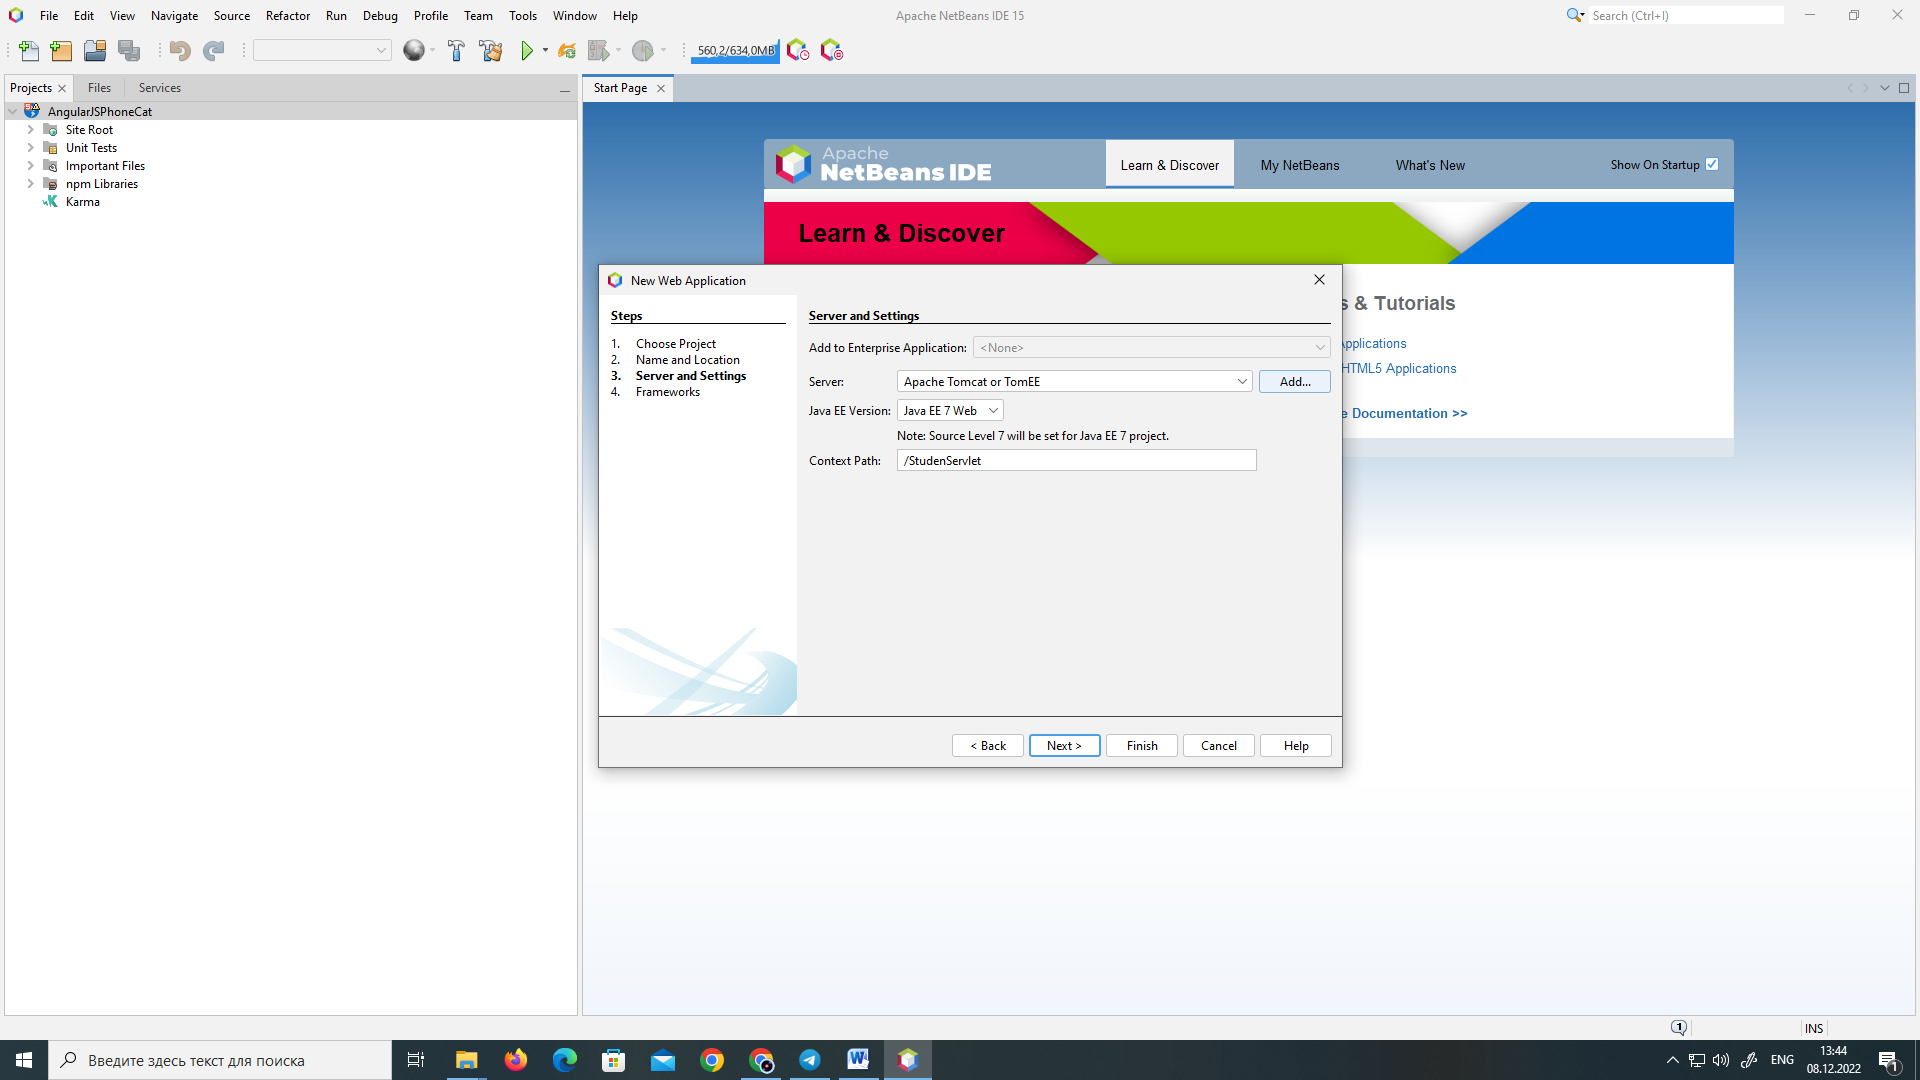 File Edit View Navigate Source Refactor Run Debug Profile Team Tools Window Help
Apache NetBeans IDE 15
Search (Ctrl+I)
560,2/634,0MB
Projects
Files
Services
Start Page
AngularJSPhoneCat
Site Root
Unit Tests
Important Files
npm Libraries
Karma
Apache
NetBeans IDE
Learn & Discover
My NetBeans
What's New
Show On Startup
Learn & Discover
s & Tutorials
Applications
HTML5 Applications
e Documentation >>
New Web Application
Steps
1. Choose Project
2. Name and Location
3. Server and Settings
4. Frameworks
Server and Settings
Add to Enterprise Application: <None>
Server: Apache Tomcat or TomEE Add...
Java EE Version: Java EE 7 Web
Note: Source Level 7 will be set for Java EE 7 project.
Context Path: /StudenServlet
< Back Next > Finish Cancel Help
1
INS
Введите здесь текст для поиска
ENG
13:44
08.12.2022
1